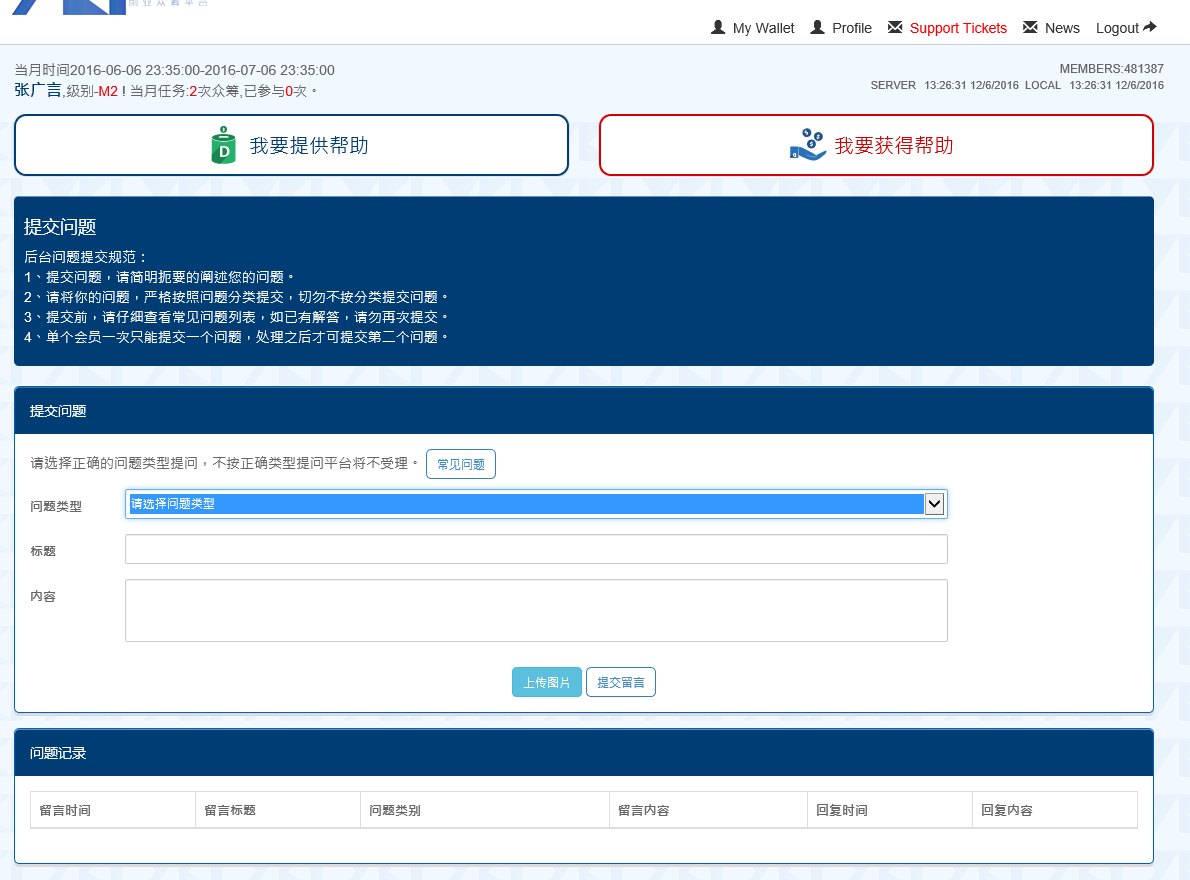 创业众筹平台
My Wallet Profile Support Tickets News Logout
当月时间2016-06-06 23:35:00-2016-07-06 23:35:00
MEMBERS:481387
张广言,级别-M2 ! 当月任务:2次众筹,已参与0次。
SERVER 13:26:31 12/6/2016 LOCAL 13:26:31 12/6/2016
D 我要提供帮助
我要获得帮助
提交问题
后台问题提交规范：
1、提交问题，请简明扼要的阐述您的问题。
2、请将你的问题，严格按照问题分类提交，切勿不按分类提交问题。
3、提交前，请仔细查看常见问题列表，如已有解答，请勿再次提交。
4、单个会员一次只能提交一个问题，处理之后才可提交第二个问题。
提交问题
请选择正确的问题类型提问，不按正确类型提问平台将不受理。 常见问题
问题类型 请选择问题类型
标题
内容
上传图片 提交留言
问题记录
留言时间 留言标题 问题类别 留言内容 回复时间 回复内容